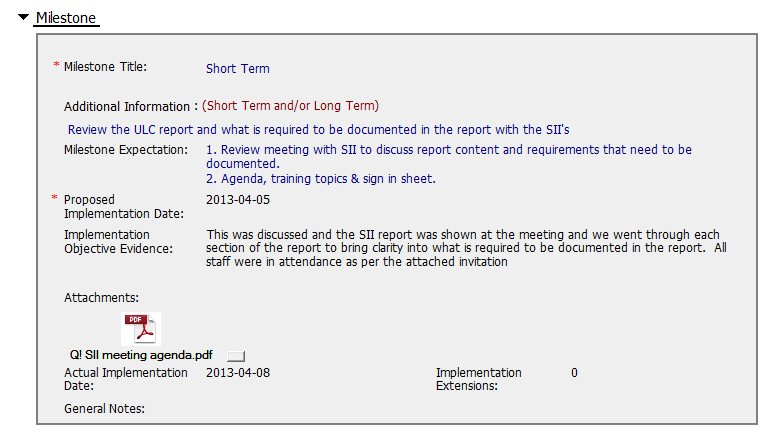 Milestone
* Milestone Title: Short Term
Additional Information : (Short Term and/or Long Term)
Review the ULC report and what is required to be documented in the report with the SII's
Milestone Expectation: 1. Review meeting with SII to discuss report content and requirements that need to be
documented.
2. Agenda, training topics & sign in sheet.
* Proposed 2013-04-05
Implementation Date:
Implementation This was discussed and the SII report was shown at the meeting and we went through each
Objective Evidence: section of the report to bring clarity into what is required to be documented in the report. All
staff were in attendance as per the attached invitation
Attachments:
PDF
Q! SII meeting agenda.pdf
Actual Implementation 2013-04-08 Implementation 0
Date: Extensions:
General Notes: